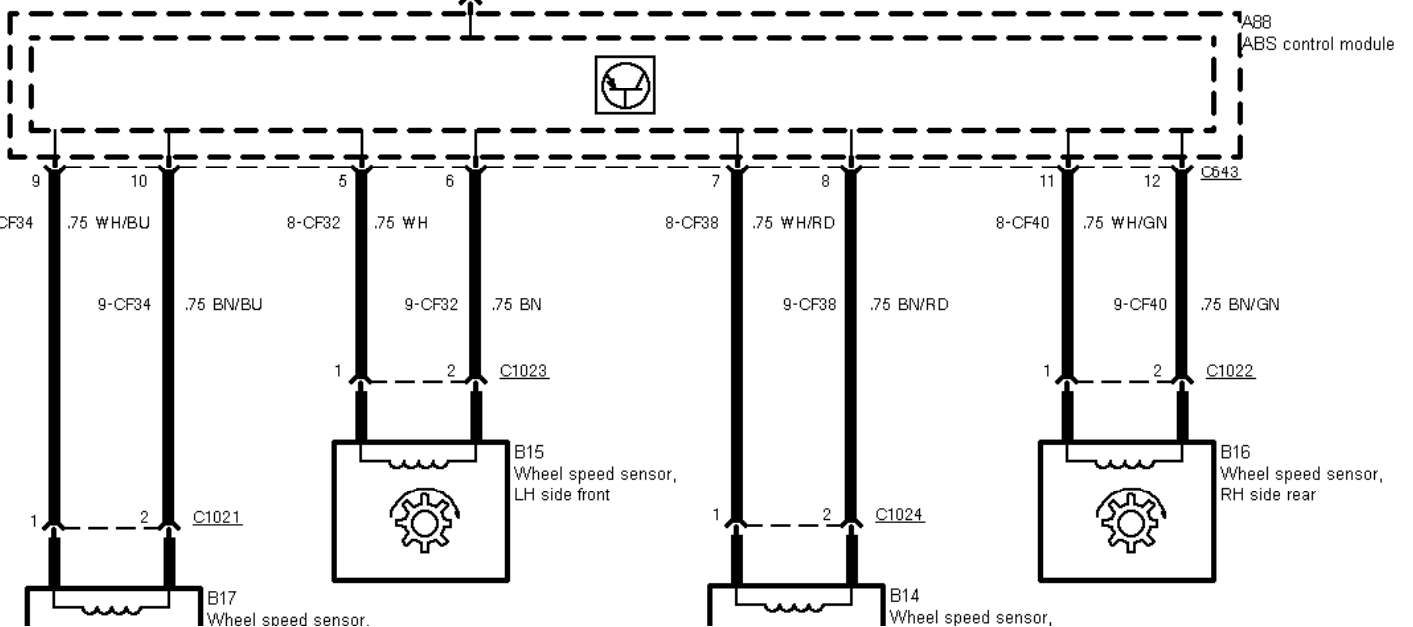 A88
ABS control module
9 10 5 6 7 8 11 12 C643
CF34 .75 WH/BU 8-CF32 .75 WH 8-CF38 .75 WH/RD 8-CF40 .75 WH/GN
9-CF34 .75 BN/BU 9-CF32 .75 BN 9-CF38 .75 BN/RD 9-CF40 .75 BN/GN
1 2 C1023 1 2 C1022
B15
Wheel speed sensor,
LH side front
B16
Wheel speed sensor,
RH side rear
1 2 C1021 1 2 C1024
B17
Wheel speed sensor,
B14
Wheel speed sensor,